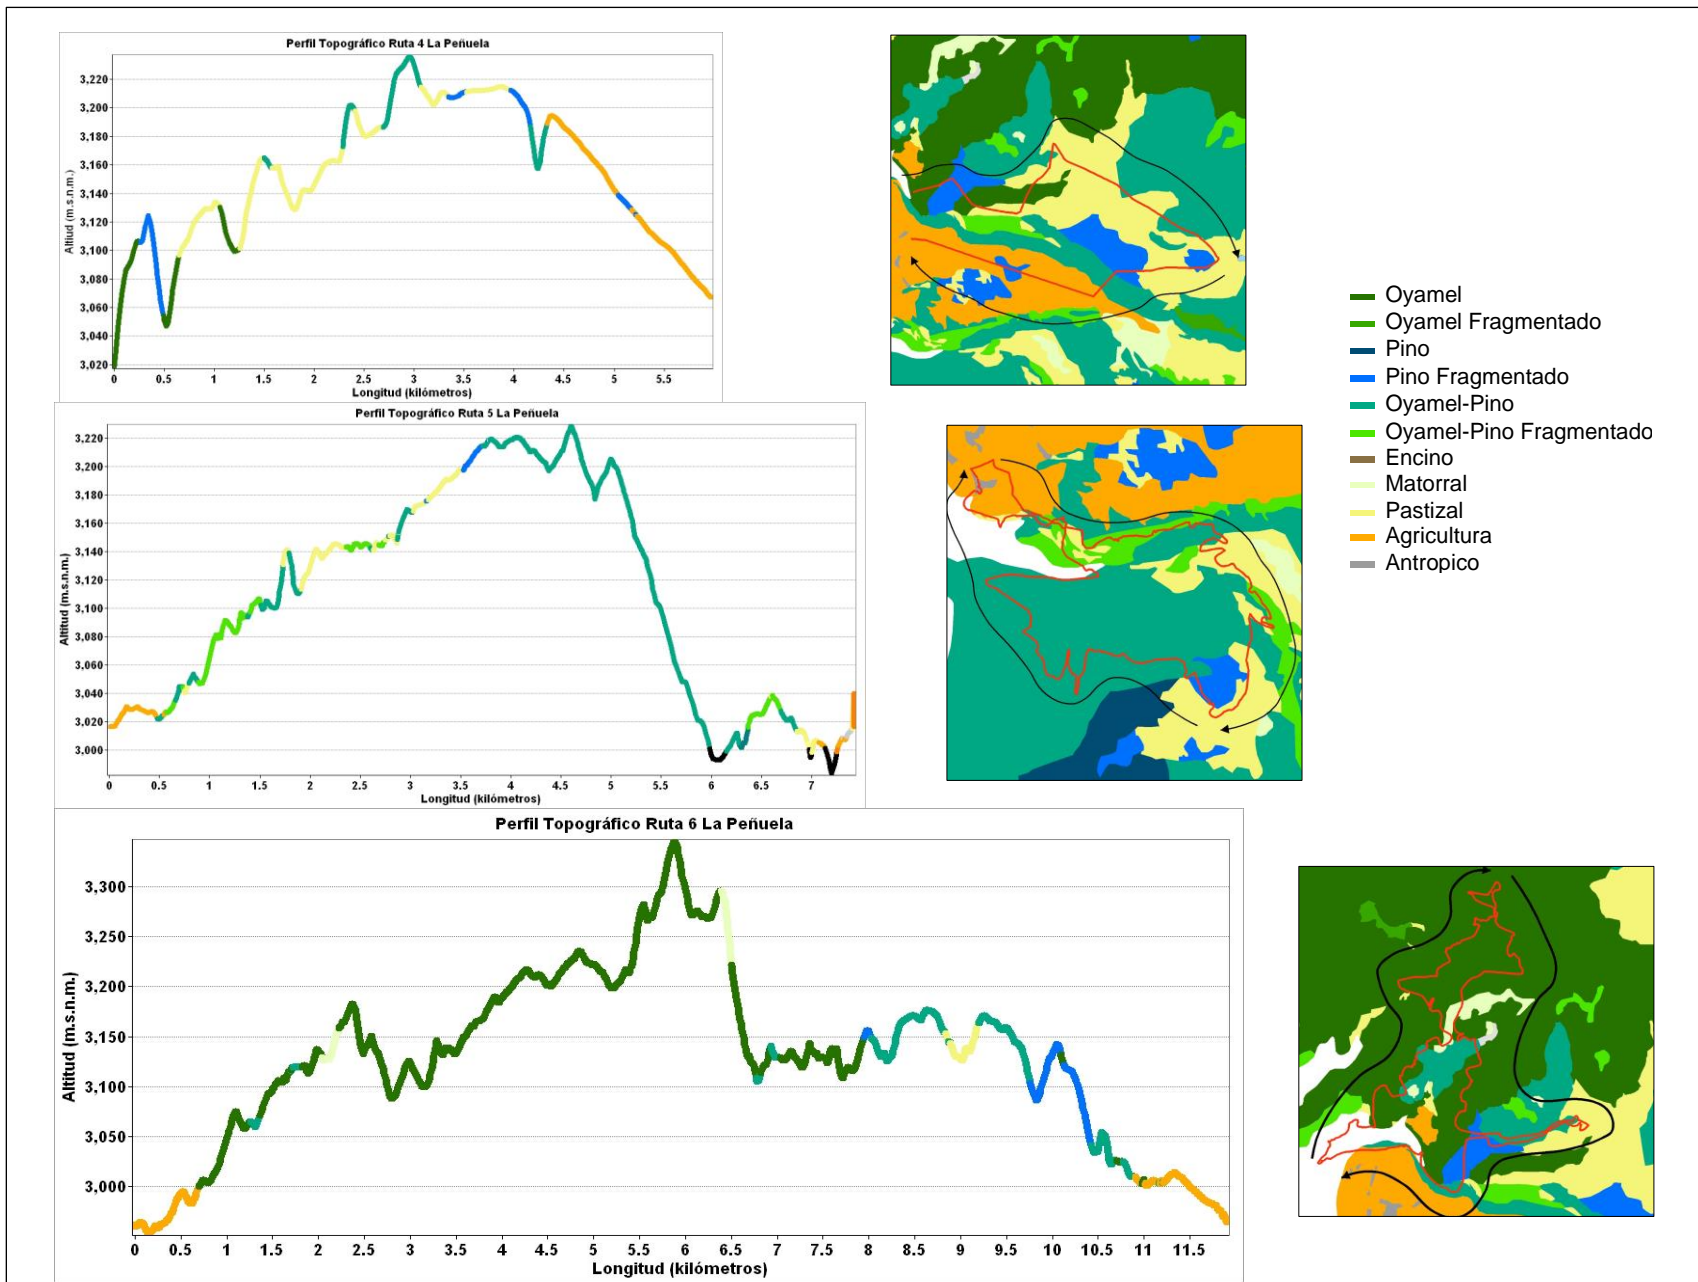 Perfil Topográfico Ruta 4 La Peñuela
Altiud (m.s.n.m.)
3,220
3,200
3,180
3,160
3,140
3,120
3,100
3,080
3,060
3,040
3,020
0 0.5 1 1.5 2 2.5 3 3.5 4 4.5 5 5.5
Longitud (kilómetros)
Perfil Topográfico Ruta 5 La Peñuela
Altitud (m.s.n.m.)
3,220
3,200
3,180
3,160
3,140
3,120
3,100
3,080
3,060
3,040
3,020
3,000
0 0.5 1 1.5 2 2.5 3 3.5 4 4.5 5 5.5 6 6.5 7
Longitud (kilómetros)
Perfil Topográfico Ruta 6 La Peñuela
Altitud (m.s.n.m.)
3,300
3,250
3,200
3,150
3,100
3,050
3,000
0 0.5 1 1.5 2 2.5 3 3.5 4 4.5 5 5.5 6 6.5 7 7.5 8 8.5 9 9.5 10 10.5 11 11.5
Longitud (kilómetros)
Oyamel
Oyamel Fragmentado
Pino
Pino Fragmentado
Oyamel-Pino
Oyamel-Pino Fragmentado
Encino
Matorral
Pastizal
Agricultura
Antropico